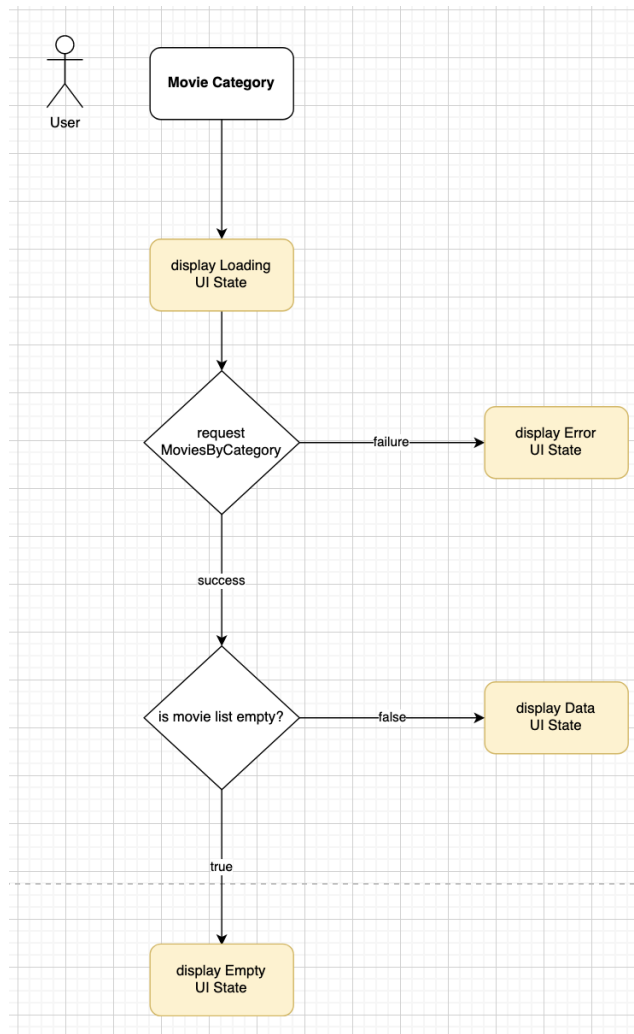 User
Movie Category
display Loading
UI State
request
MoviesByCategory
failure
display Error
UI State
success
is movie list empty?
false
display Data
UI State
true
display Empty
UI State